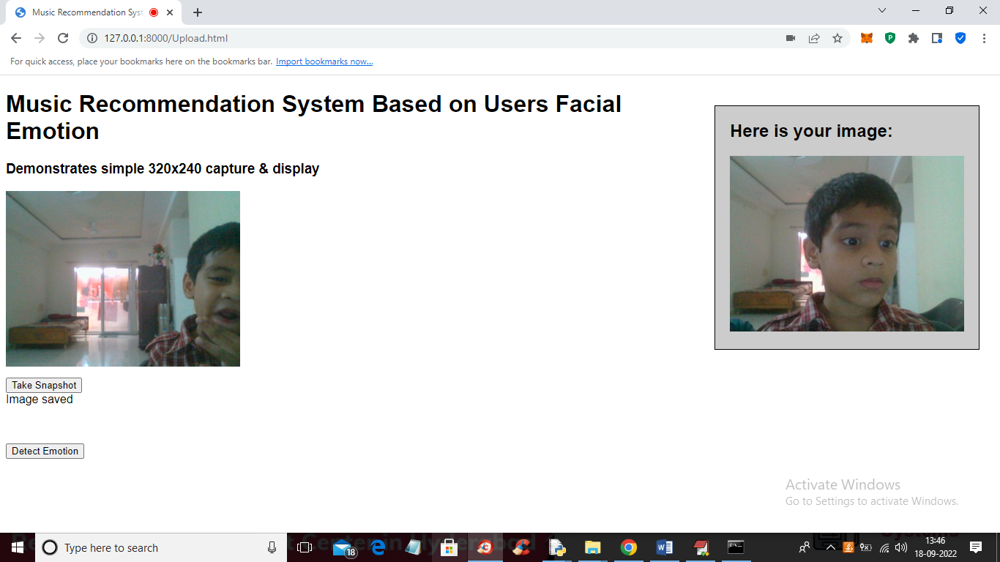 Music Recommendation Syst
127.0.0.1:8000/Upload.html
For quick access, place your bookmarks here on the bookmarks bar. Import bookmarks now...
Music Recommendation System Based on Users Facial
Emotion
Demonstrates simple 320x240 capture & display
Here is your image:
Take Snapshot
Image saved
Detect Emotion
Activate Windows
Go to Settings to activate Windows.
Type here to search
18
13:46
18-09-2022